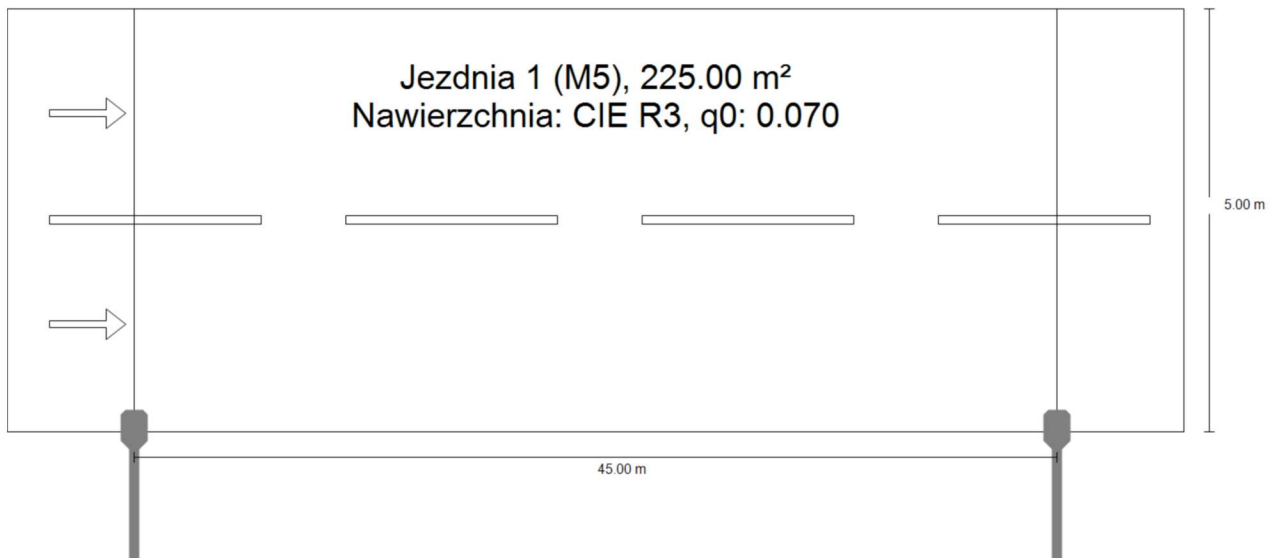 Jezdnia 1 (M5), 225.00 m²
Nawierzchnia: CIE R3, q0: 0.070
5.00 m
45.00 m